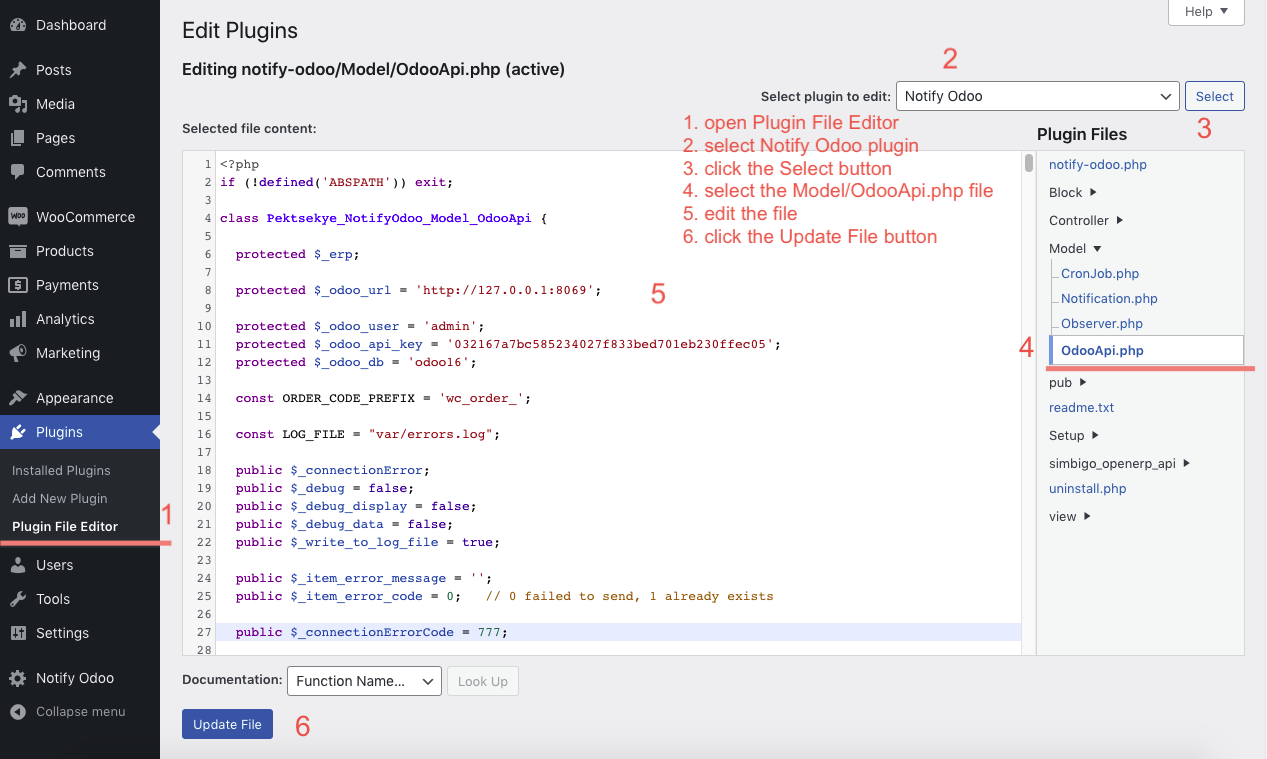 Dashboard
Posts
Media
Pages
Comments
WooCommerce
Products
Payments
Analytics
Marketing
Appearance
Plugins
Installed Plugins
Add New Plugin
Plugin File Editor
1
Users
Tools
Settings
Notify Odoo
Collapse menu
Help
Edit Plugins
Editing notify-odoo/Model/OdooApi.php (active)
2
Select plugin to edit: Notify Odoo Select
3
Selected file content:
1. open Plugin File Editor
2. select Notify Odoo plugin
3. click the Select button
4. select the Model/OdooApi.php file
5. edit the file
6. click the Update File button
1 <?php
2 if (!defined('ABSPATH')) exit;
3
4 class Pektsekye_NotifyOdoo_Model_OdooApi {
5
6 protected $_erp;
7
8 protected $_odoo_url = 'http://127.0.0.1:8069';
9
10 protected $_odoo_user = 'admin';
11 protected $_odoo_api_key = '032167a7bc585234027f833bed701eb230ffec05';
12 protected $_odoo_db = 'odoo16';
13
14 const ORDER_CODE_PREFIX = 'wc_order_';
15
16 const LOG_FILE = "var/errors.log";
17
18 public $_connectionError;
19 public $_debug = false;
20 public $_debug_display = false;
21 public $_debug_data = false;
22 public $_write_to_log_file = true;
23
24 public $_item_error_message = '';
25 public $_item_error_code = 0; // 0 failed to send, 1 already exists
26
27 public $_connectionErrorCode = 777;
28
5
Plugin Files
notify-odoo.php
Block
Controller
Model
CronJob.php
Notification.php
Observer.php
4 OdooApi.php
pub
readme.txt
Setup
simbigo_openerp_api
uninstall.php
view
Documentation: Function Name... Look Up
Update File
6